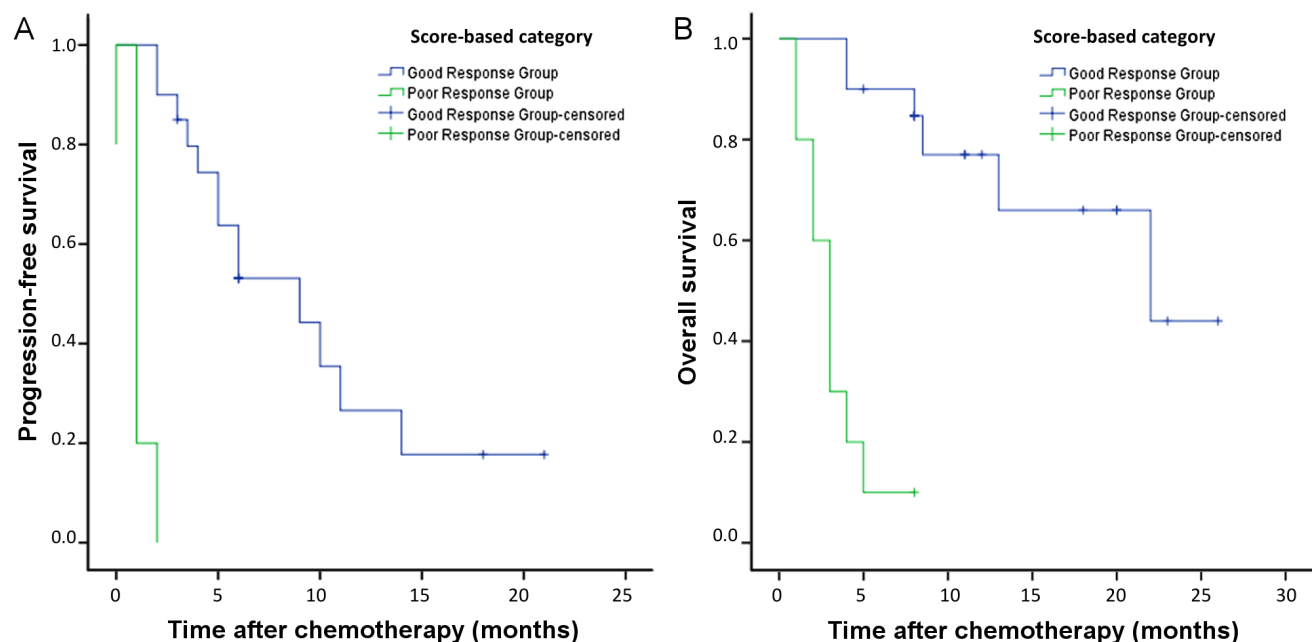 A
Score-based category
Good Response Group
Poor Response Group
Good Response Group-censored
Poor Response Group-censored
Progression-free survival
1.0
0.8
0.6
0.4
0.2
0.0
0 5 10 15 20 25
Time after chemotherapy (months)
B
Score-based category
Good Response Group
Poor Response Group
Good Response Group-censored
Poor Response Group-censored
Overall survival
1.0
0.8
0.6
0.4
0.2
0.0
0 5 10 15 20 25 30
Time after chemotherapy (months)